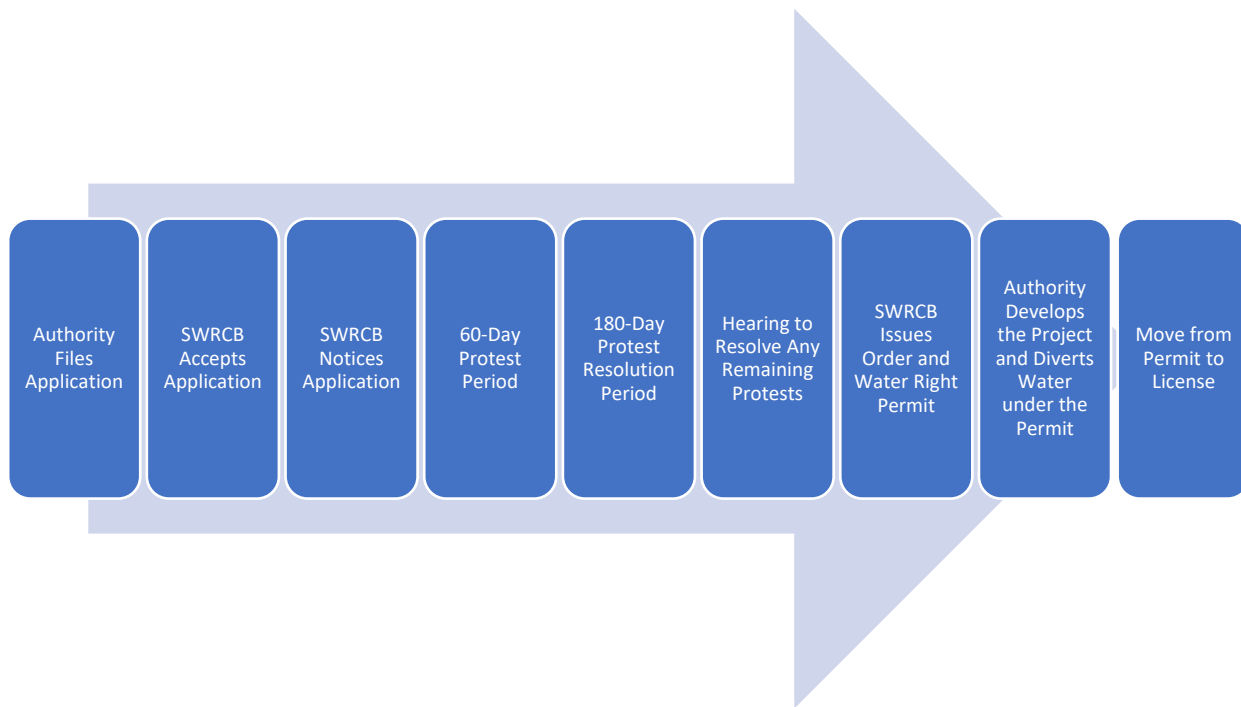 Authority
Files
Application
SWRCB
Accepts
Application
SWRCB
Notices
Application
60-Day
Protest
Period
180-Day
Protest
Resolution
Period
Hearing to
Resolve Any
Remaining
Protests
SWRCB
Issues
Order and
Water Right
Permit
Authority
Develops
the Project
and Diverts
Water
under the
Permit
Move from
Permit to
License